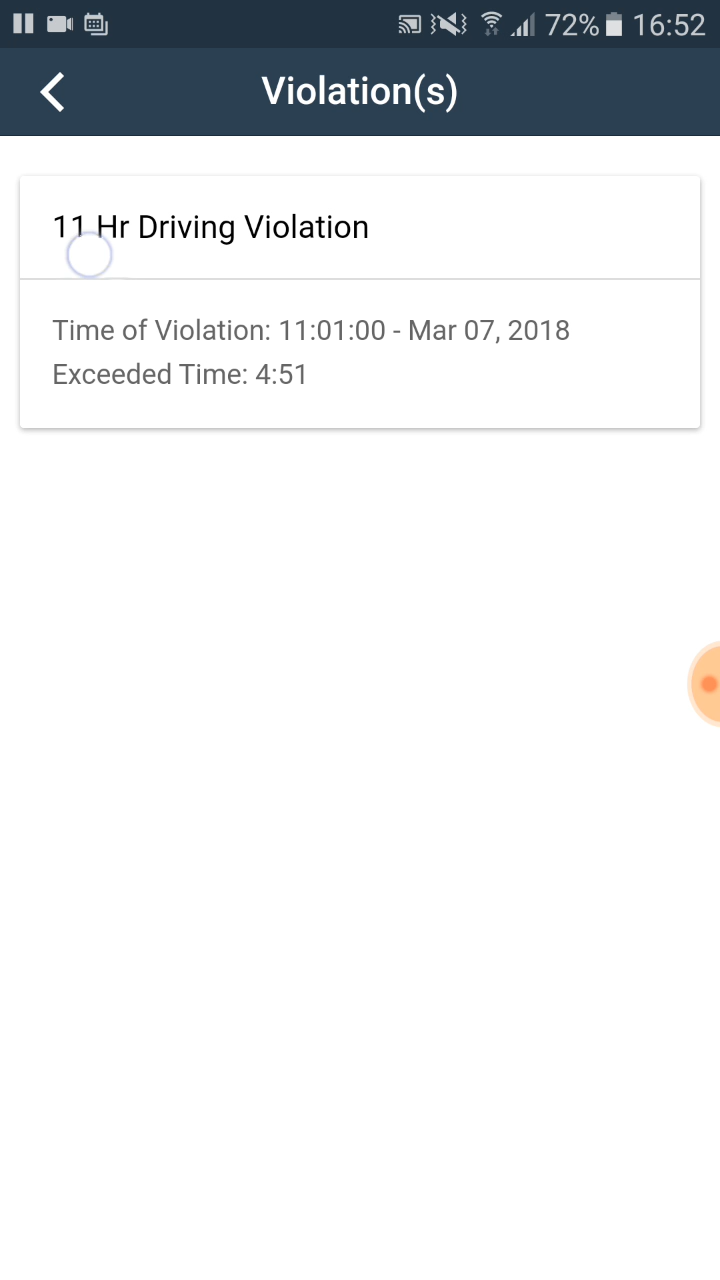 72% 16:52
Violation(s)
11 Hr Driving Violation
Time of Violation: 11:01:00 - Mar 07, 2018
Exceeded Time: 4:51